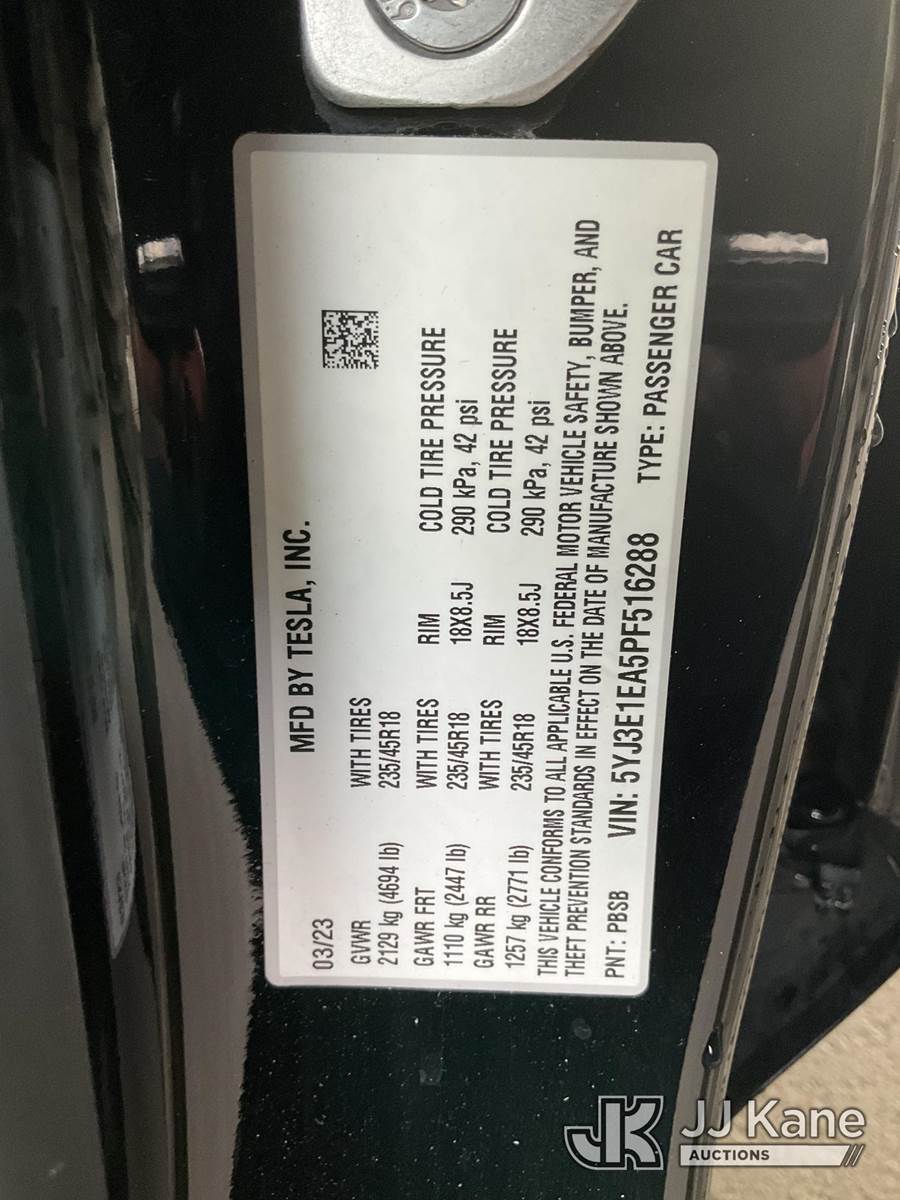 MFD BY TESLA, INC.
03/23
GVWR WITH TIRES
2129 kg (4694 lb) 235/45R18
GAWR FRT WITH TIRES RIM COLD TIRE PRESSURE
1110 kg (2447 lb) 235/45R18 18X8.5J 290 kPa, 42 psi
GAWR RR WITH TIRES RIM COLD TIRE PRESSURE
1257 kg (2771 lb) 235/45R18 18X8.5J 290 kPa, 42 psi
THIS VEHICLE CONFORMS TO ALL APPLICABLE U.S. FEDERAL MOTOR VEHICLE SAFETY, BUMPER, AND
THEFT PREVENTION STANDARDS IN EFFECT ON THE DATE OF MANUFACTURE SHOWN ABOVE.
PNT: PBSB VIN: 5YJ3E1EA5PF516288 TYPE: PASSENGER CAR
JK JJ Kane
AUCTIONS